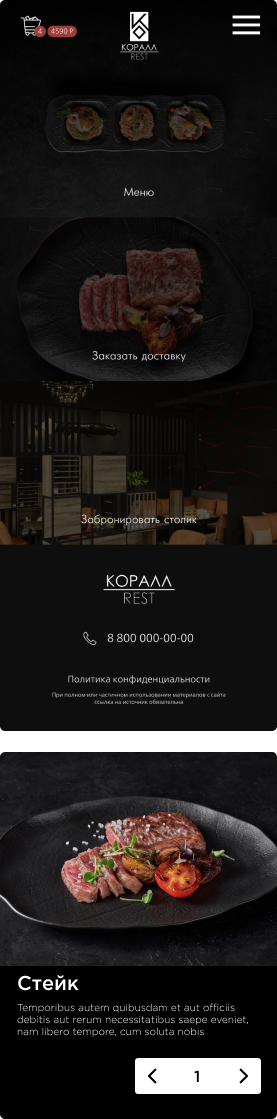 4
4590 Р
КОРАЛЛ
REST
Меню
Заказать доставку
Забронировать столик
КОРАЛЛ
REST
8 800 000-00-00
Политика конфиденциальности
При полном или частичном использовании материалов с сайта
ссылка на источник обязательна
Стейк
Temporibus autem quibusdam et aut officiis
debitis aut rerum necessitatibus saepe eveniet,
nam libero tempore, cum soluta nobis
1